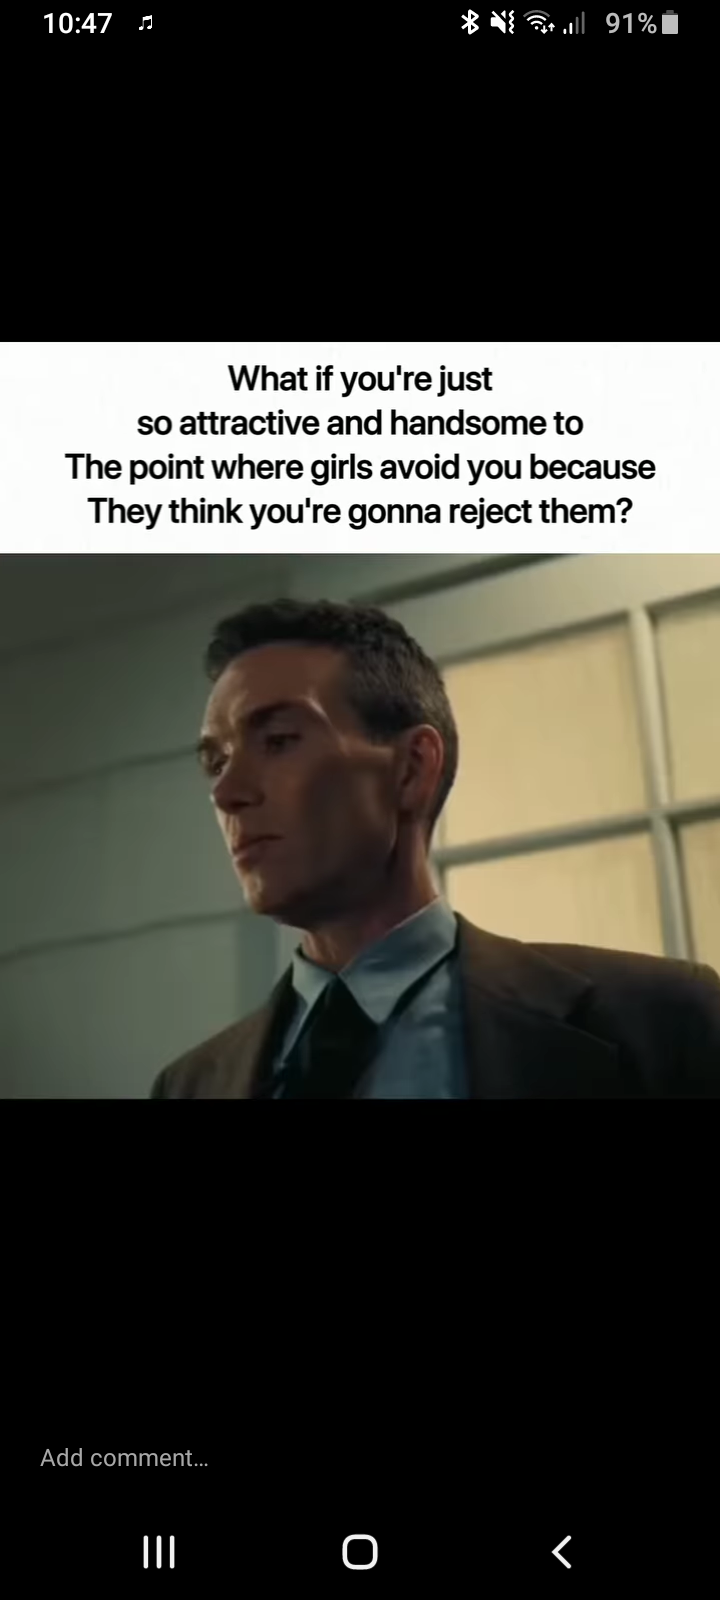 10:47
91%
What if you're just
so attractive and handsome to
The point where girls avoid you because
They think you're gonna reject them?
Add comment...